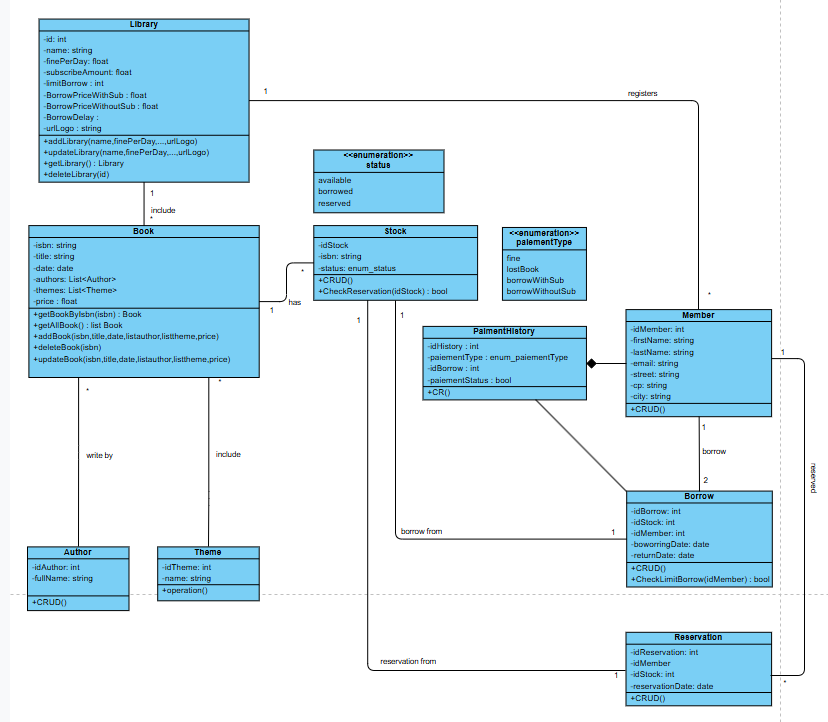 Library
-id: int
-name: string
-finePerDay: float
-subscribeAmount: float
-limitBorrow : int
-BorrowPriceWithSub : float
-BorrowPriceWithoutSub : float
-BorrowDelay :
-urlLogo : string
+addLibrary(name,finePerDay,...,urlLogo)
+updateLibrary(name,finePerDay,...,urlLogo)
+getLibrary() : Library
+deleteLibrary(id)
1
registers
*
1
include
*
<<enumeration>>
status
available
borrowed
reserved
Book
-isbn: string
-title: string
-date: date
-authors: List<Author>
-themes: List<Theme>
-price : float
+getBookByIsbn(isbn) : Book
+getAllBook() : list Book
+addBook(isbn,title,date,listauthor,listtheme,price)
+deleteBook(isbn)
+updateBook(isbn,title,date,listauthor,listtheme,price)
*
has
1
Stock
-idStock
-isbn: string
-status: enum_status
+CRUD()
+CheckReservation(idStock) : bool
1
1
<<enumeration>>
paiementType
fine
lostBook
borrowWithSub
borrowWithoutSub
PaimentHistory
-idHistory : int
-paiementType : enum_paiementType
-idBorrow : int
-paiementStatus : bool
+CR()
Member
-idMember: int
-firstName: string
-lastName: string
-email: string
-street: string
-cp: string
-city: string
+CRUD()
1
reserved
1
borrow
2
*
write by
*
include
Author
-idAuthor: int
-fullName: string
+CRUD()
Theme
-idTheme: int
-name: string
+operation()
borrow from
1
Borrow
-idBorrow: int
-idStock: int
-idMember: int
-boworringDate: date
-returnDate: date
+CRUD()
+CheckLimitBorrow(idMember) : bool
reservation from
1
Reservation
-idReservation: int
-idMember
-idStock: int
-reservationDate: date
+CRUD()
*